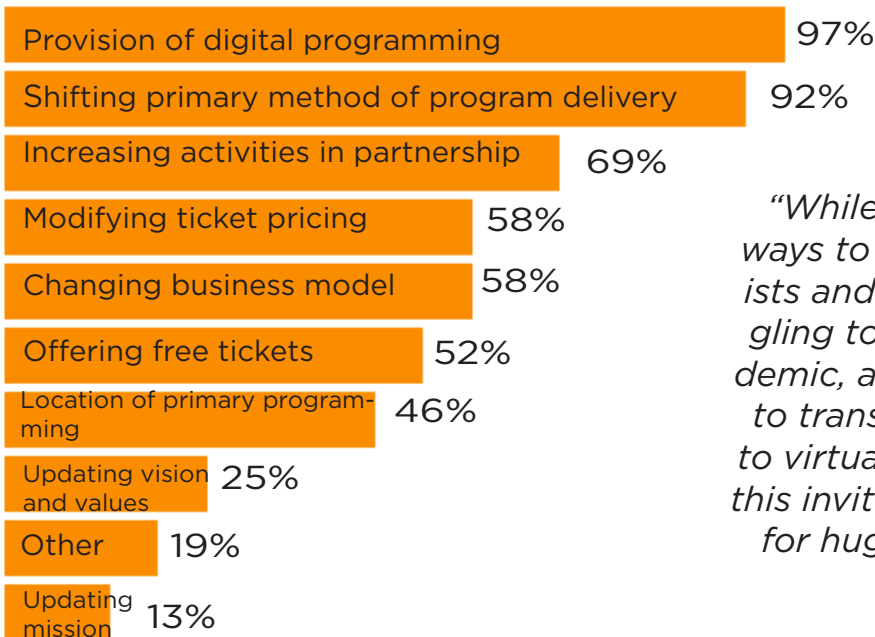 Provision of digital programming 97%
Shifting primary method of program delivery 92%
Increasing activities in partnership 69%
Modifying ticket pricing 58%
Changing business model 58%
Offering free tickets 52%
Location of primary program-
ming 46%
Updating vision 25%
and values
Other 19%
Updating
mission 13%
“While
ways to
ists and
gling to
demic, a
to trans
to virtua
this invit
for hug